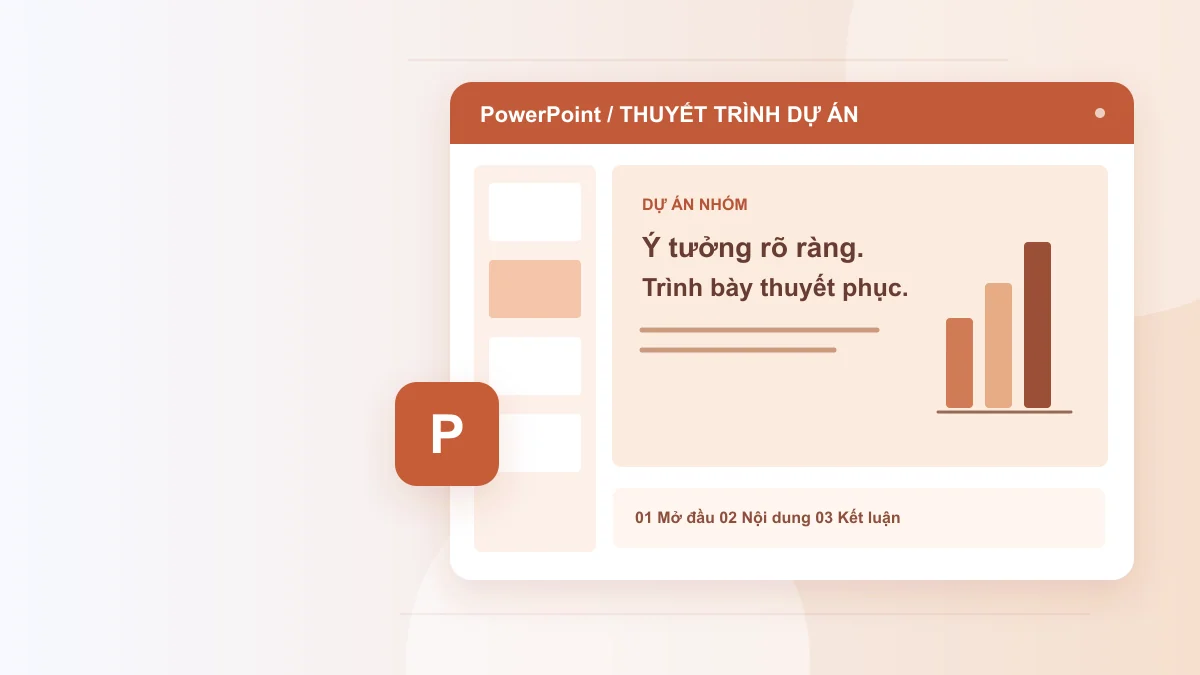 PowerPoint / THUYẾT TRÌNH DỰ ÁN
DỰ ÁN NHÓM
Ý tưởng rõ ràng.
Trình bày thuyết phục.
P
01 Mở đầu 02 Nội dung 03 Kết luận